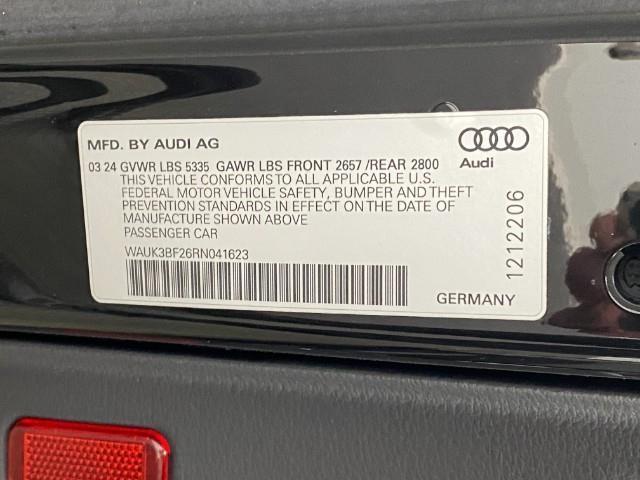 MFD. BY AUDI AG
Audi
03 24 GVWR LBS 5335 GAWR LBS FRONT 2657 /REAR 2800
THIS VEHICLE CONFORMS TO ALL APPLICABLE U.S.
FEDERAL MOTOR VEHICLE SAFETY, BUMPER AND THEFT
PREVENTION STANDARDS IN EFFECT ON THE DATE OF
MANUFACTURE SHOWN ABOVE
PASSENGER CAR
WAUK3BF26RN041623
GERMANY
1212206